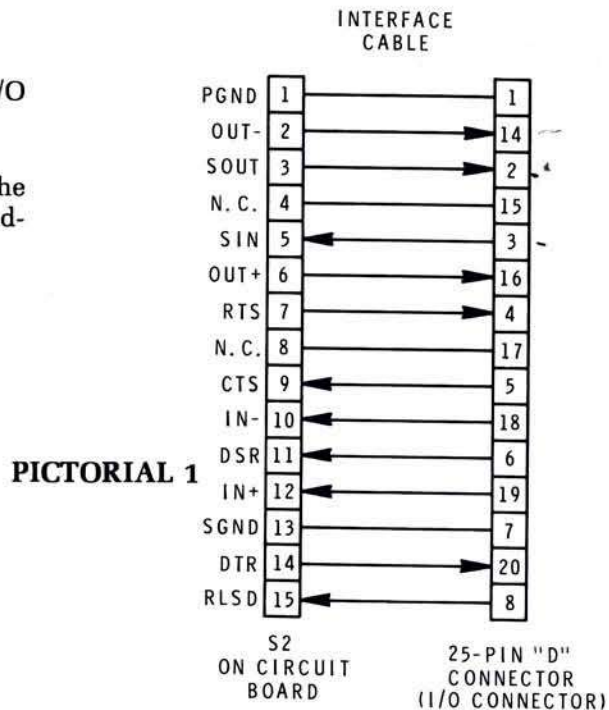 INTERFACE
CABLE
/O
he
d-
PGND 1 1
OUT- 2 14
SOUT 3 2
N.C. 4 15
SIN 5 3
OUT+ 6 16
RTS 7 4
N.C. 8 17
CTS 9 5
IN- 10 18
DSR 11 6
PICTORIAL 1
IN+ 12 19
SGND 13 7
DTR 14 20
RLSD 15 8
S2
ON CIRCUIT
BOARD
25-PIN "D"
CONNECTOR
(I/O CONNECTOR)